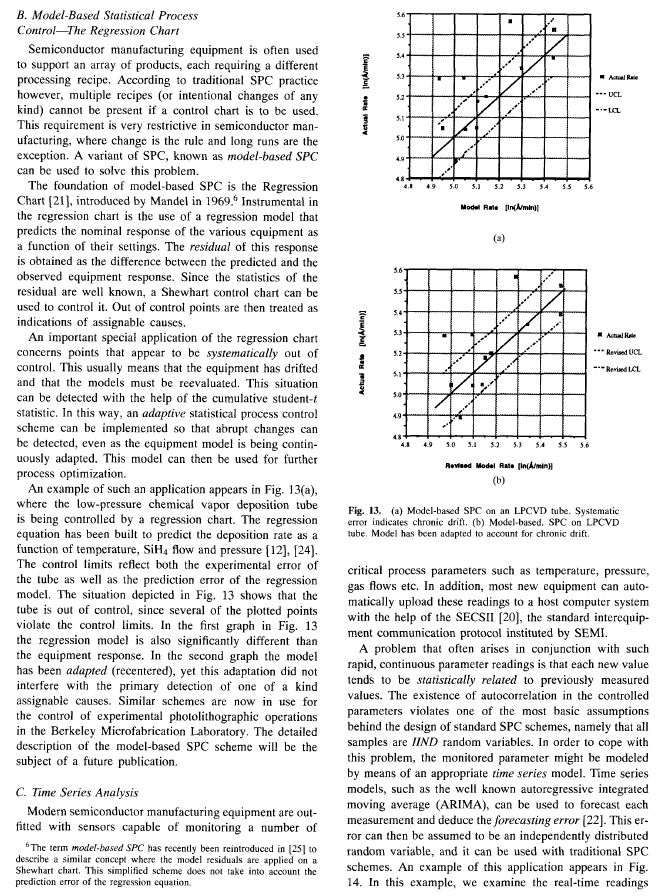 B. Model-Based Statistical Process
Control—The Regression Chart
Semiconductor manufacturing equipment is often used
to support an array of products, each requiring a different
processing recipe. According to traditional SPC practice
however, multiple recipes (or intentional changes of any
kind) cannot be present if a control chart is to be used.
This requirement is very restrictive in semiconductor man-
ufacturing, where change is the rule and long runs are the
exception. A variant of SPC, known as model-based SPC
can be used to solve this problem.
The foundation of model-based SPC is the Regression
Chart [21], introduced by Mandel in 1969.6 Instrumental in
the regression chart is the use of a regression model that
predicts the nominal response of the various equipment as
a function of their settings. The residual of this response
is obtained as the difference between the predicted and the
observed equipment response. Since the statistics of the
residual are well known, a Shewhart control chart can be
used to control it. Out of control points are then treated as
indications of assignable causes.
An important special application of the regression chart
concerns points that appear to be systematically out of
control. This usually means that the equipment has drifted
and that the models must be reevaluated. This situation
can be detected with the help of the cumulative student-t
statistic. In this way, an adaptive statistical process control
scheme can be implemented so that abrupt changes can
be detected, even as the equipment model is being contin-
uously adapted. This model can then be used for further
process optimization.
An example of such an application appears in Fig. 13(a),
where the low-pressure chemical vapor deposition tube
is being controlled by a regression chart. The regression
equation has been built to predict the deposition rate as a
function of temperature, SiH4 flow and pressure [12], [24].
The control limits reflect both the experimental error of
the tube as well as the prediction error of the regression
model. The situation depicted in Fig. 13 shows that the
tube is out of control, since several of the plotted points
violate the control limits. In the first graph in Fig. 13
the regression model is also significantly different than
the equipment response. In the second graph the model
has been adapted (recentered), yet this adaptation did not
interfere with the primary detection of one of a kind
assignable causes. Similar schemes are now in use for
the control of experimental photolithographic operations
in the Berkeley Microfabrication Laboratory. The detailed
description of the model-based SPC scheme will be the
subject of a future publication.
C. Time Series Analysis
Modern semiconductor manufacturing equipment are out-
fitted with sensors capable of monitoring a number of
6 The term model-based SPC has recently been reintroduced in [25] to
describe a similar concept where the model residuals are applied on a
Shewhart chart. This simplified scheme does not take into account the
prediction error of the regression equation.
5.6
5.5
5.4
5.3
5.2
5.1
5.0
4.9
4.8
Actual Rate [ln(Å/min)]
4.8 4.9 5.0 5.1 5.2 5.3 5.4 5.5 5.6
Model Rate [ln(Å/min)]
Actual Rate
UCL
LCL
(a)
5.6
5.5
5.4
5.3
5.2
5.1
5.0
4.9
4.8
Actual Rate [ln(Å/min)]
4.8 4.9 5.0 5.1 5.2 5.3 5.4 5.5 5.6
Revised Model Rate [ln(Å/min)]
Actual Rate
Revised UCL
Revised LCL
(b)
Fig. 13. (a) Model-based SPC on an LPCVD tube. Systematic
error indicates chronic drift. (b) Model-based. SPC on LPCVD
tube. Model has been adapted to account for chronic drift.
critical process parameters such as temperature, pressure,
gas flows etc. In addition, most new equipment can auto-
matically upload these readings to a host computer system
with the help of the SECSII [20], the standard interequip-
ment communication protocol instituted by SEMI.
A problem that often arises in conjunction with such
rapid, continuous parameter readings is that each new value
tends to be statistically related to previously measured
values. The existence of autocorrelation in the controlled
parameters violates one of the most basic assumptions
behind the design of standard SPC schemes, namely that all
samples are IIND random variables. In order to cope with
this problem, the monitored parameter might be modeled
by means of an appropriate time series model. Time series
models, such as the well known autoregressive integrated
moving average (ARIMA), can be used to forecast each
measurement and deduce the forecasting error [22]. This er-
ror can then be assumed to be an independently distributed
random variable, and it can be used with traditional SPC
schemes. An example of this application appears in Fig.
14. In this example, we examine the real-time readings